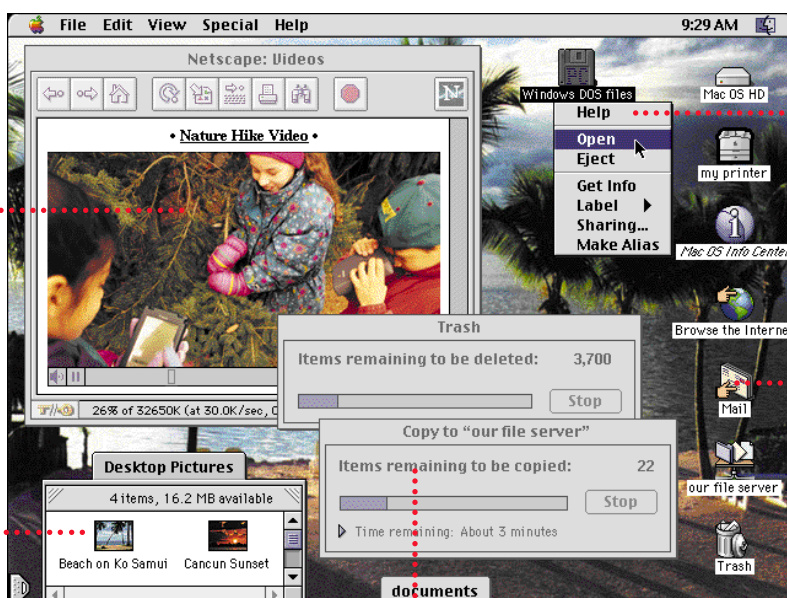 File Edit View Special Help 9:29 AM
Netscape: Videos
N
• Nature Hike Video •
26% of 32650K (at 30.0K/sec,
Windows DOS files
PC
Help
Open
Eject
Get Info
Label
Sharing...
Make Alias
Mac OS HD
my printer
Mac OS Info Center
Browse the Interne
Mail
our file server
Trash
Trash
Items remaining to be deleted: 3,700
Stop
Copy to “our file server”
Items remaining to be copied: 22
Stop
Time remaining: About 3 minutes
Desktop Pictures
4 items, 16.2 MB available
Beach on Ko Samui Cancun Sunset
documents